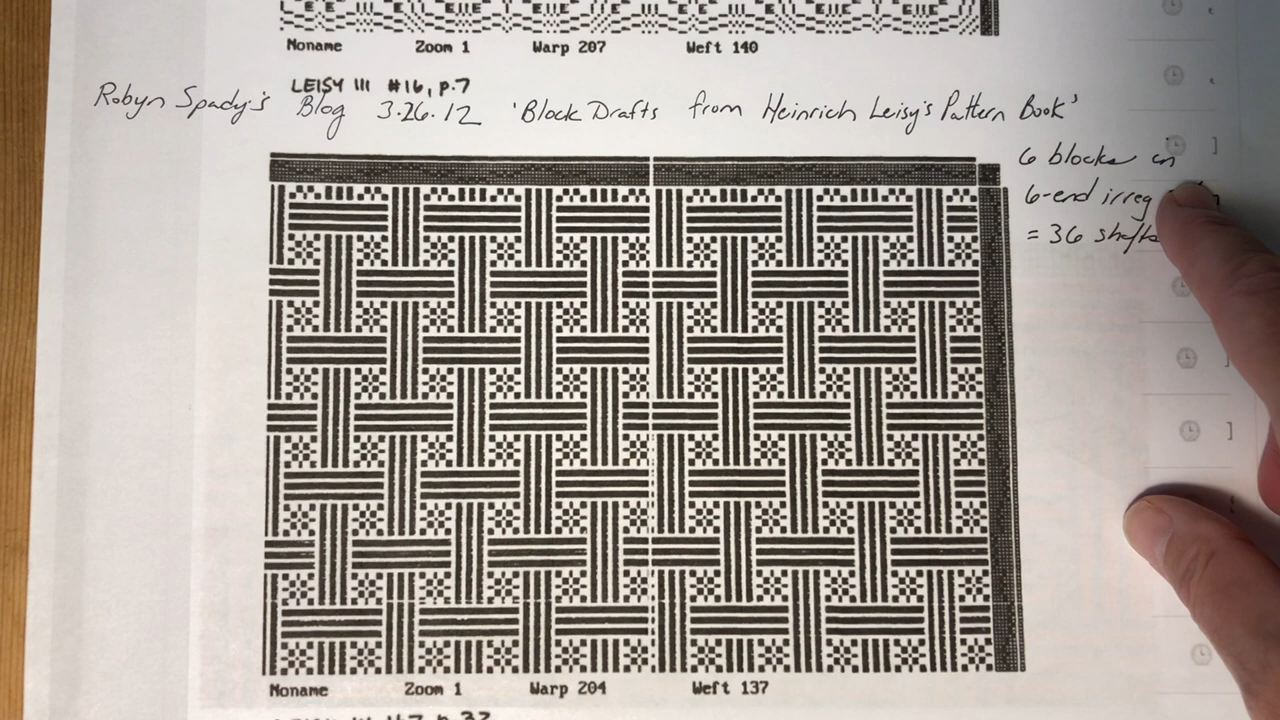 Noname Zoom 1 Warp 207 Weft 140
LEISY III #16, p.7
Robyn Spady's Blog 3.26.12 'Block Drafts from Heinrich Leisy's Pattern Book'
6 blocks in
6-end irreg
= 36 shafts
Noname Zoom 1 Warp 204 Weft 137